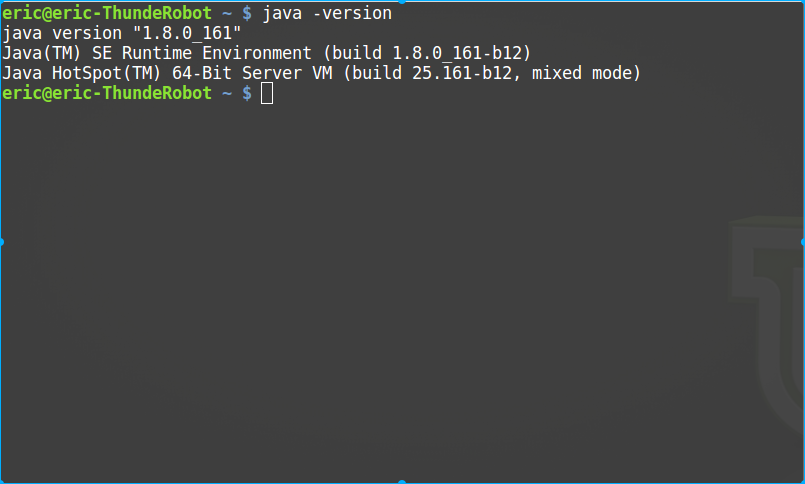 eric@eric-ThundeRobot ~ $ java -version
java version "1.8.0_161"
Java(TM) SE Runtime Environment (build 1.8.0_161-b12)
Java HotSpot(TM) 64-Bit Server VM (build 25.161-b12, mixed mode)
eric@eric-ThundeRobot ~ $